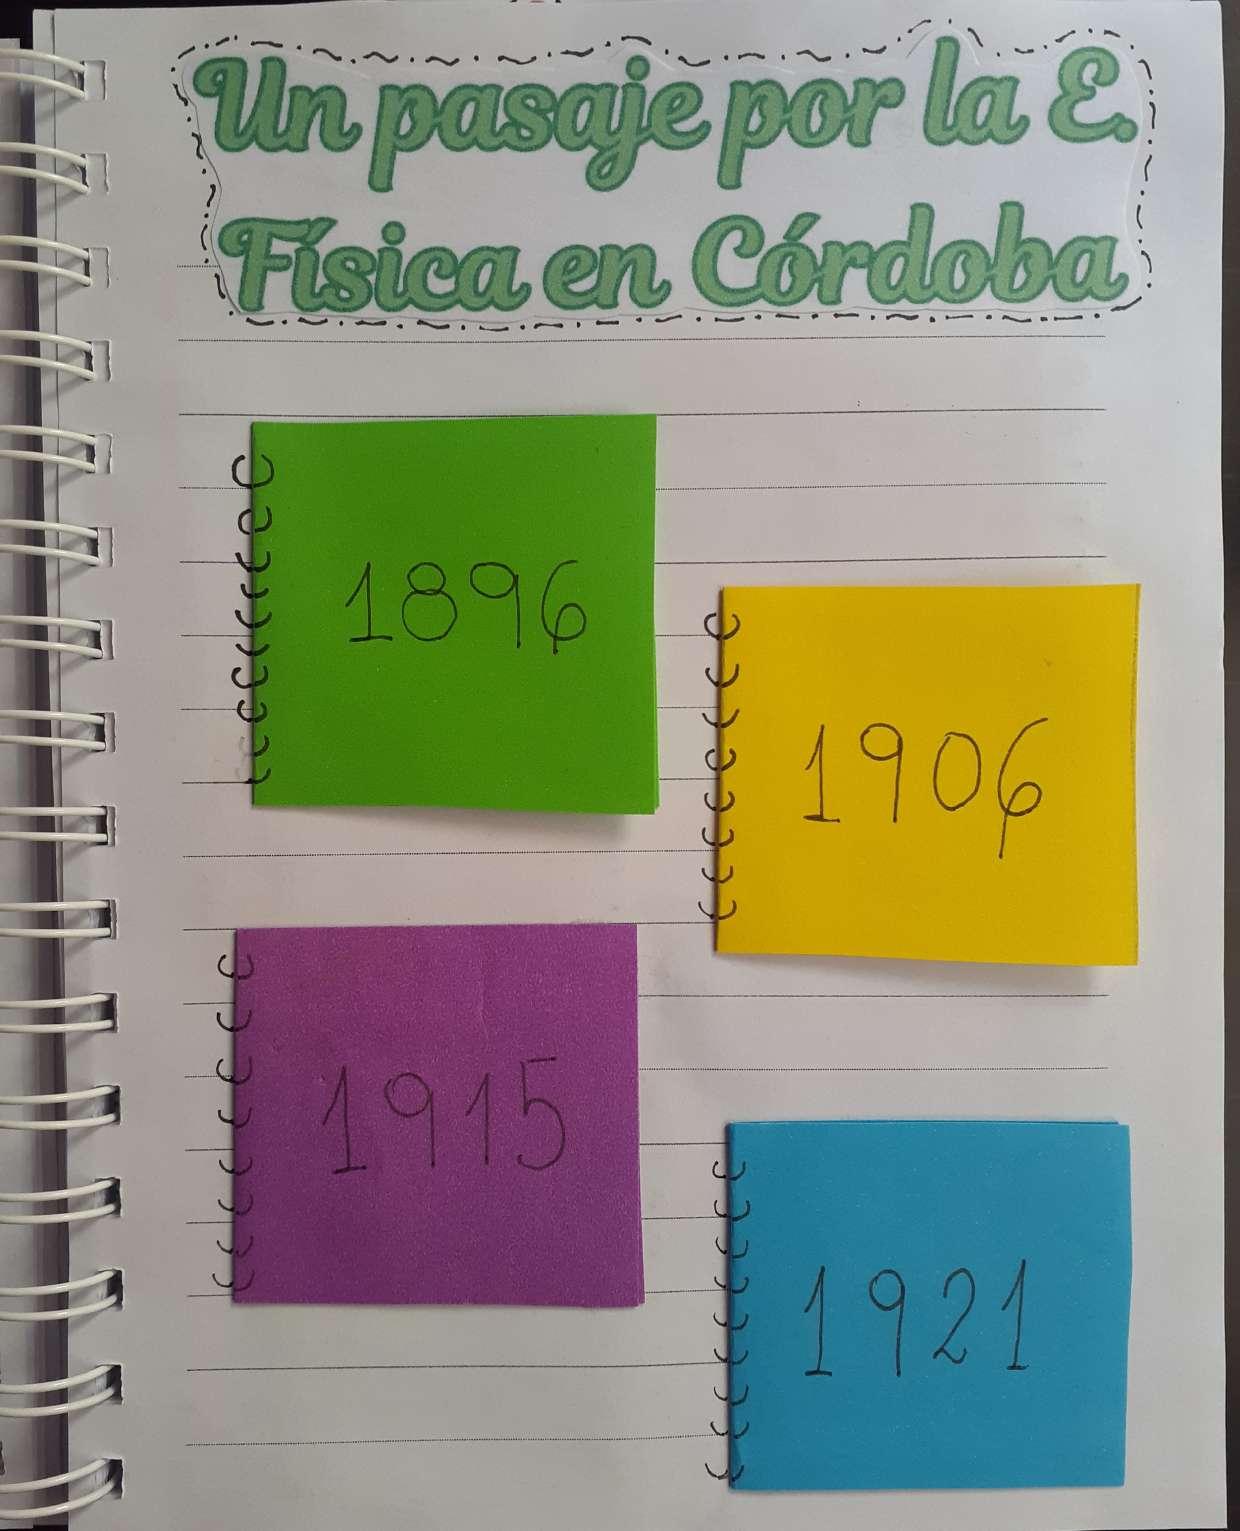 Un pasaje por la E.
Física en Córdoba
1896
1906
1915
1921